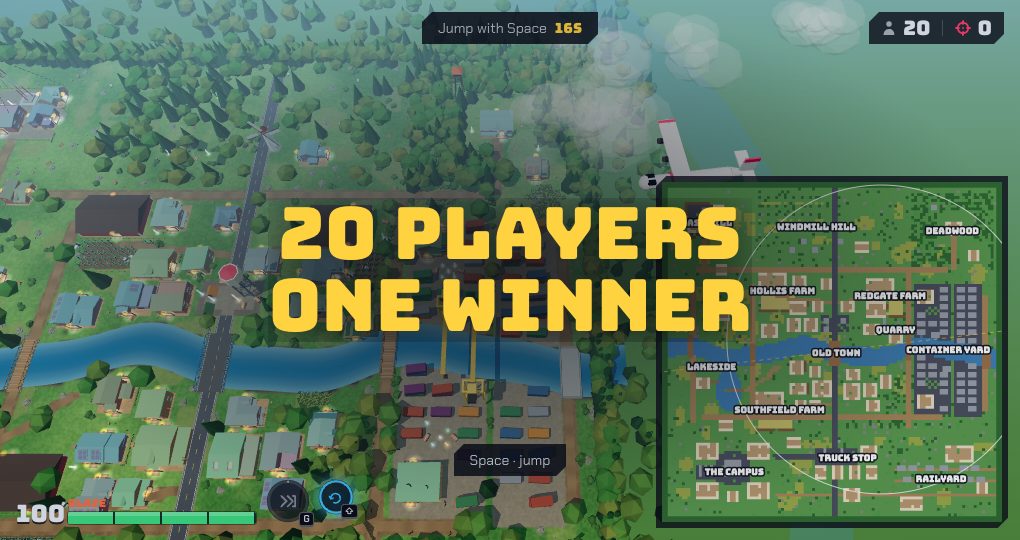 Jump with Space 16S
20
0
20 PLAYERS
ONE WINNER
WINDMILL HILL
DEADWOOD
HOLLIS FARM
REDGATE FARM
QUARRY
OLD TOWN
CONTAINER YARD
LAKESIDE
SOUTHFIELD FARM
TRUCK STOP
THE CAMPUS
RAILYARD
Space · jump
100
G